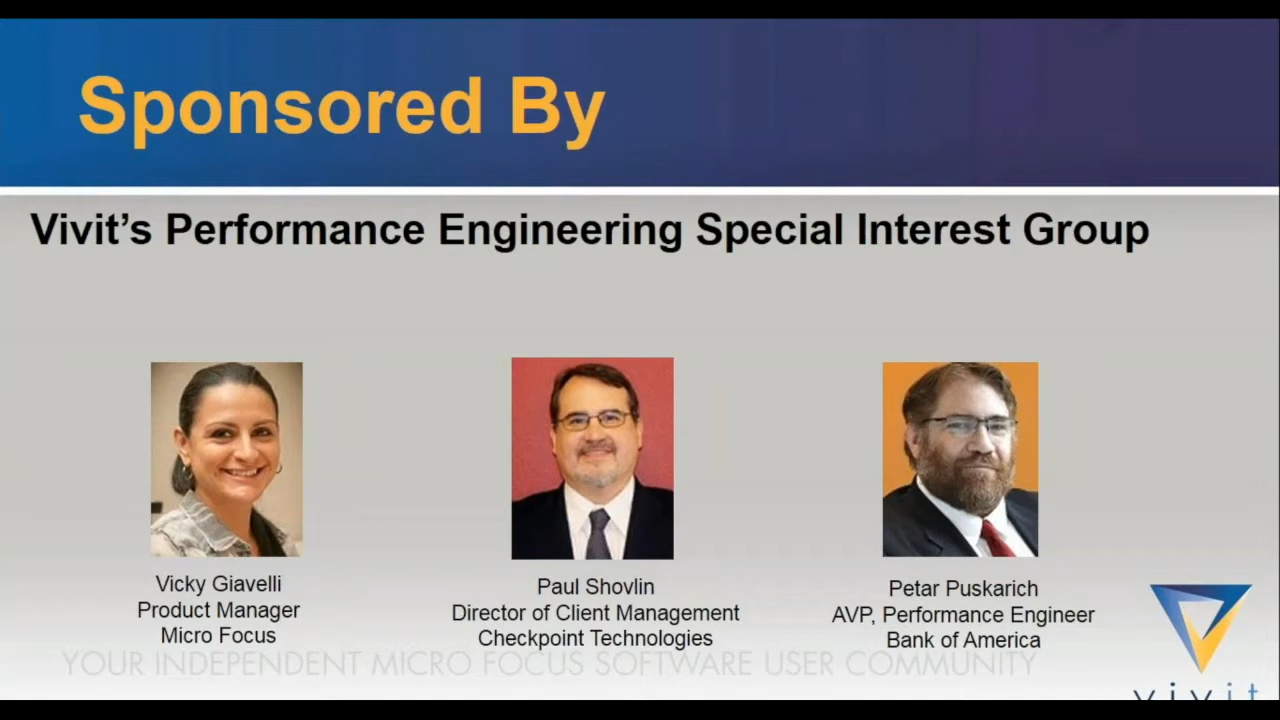 Sponsored By
Vivit's Performance Engineering Special Interest Group
Vicky Giavelli
Product Manager
Micro Focus
Paul Shovlin
Director of Client Management
Checkpoint Technologies
Petar Puskarich
AVP, Performance Engineer
Bank of America
YOUR INDEPENDENT MICRO FOCUS SOFTWARE USER COMMUNITY
vivit